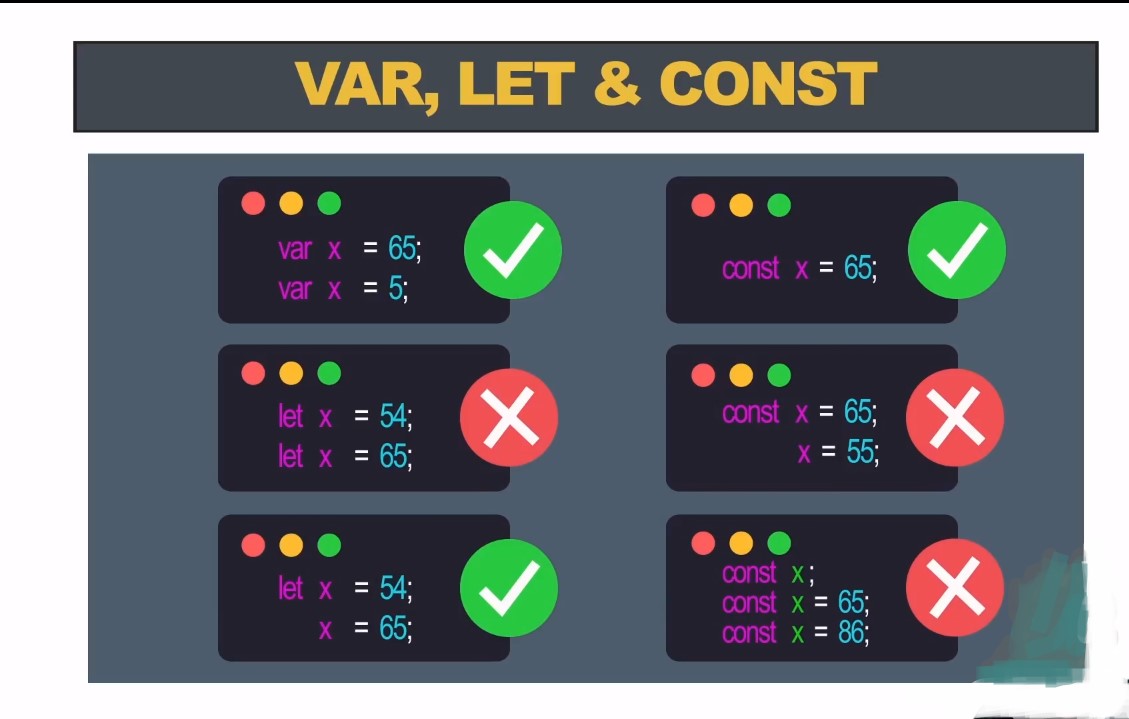 VAR, LET & CONST
var x = 65;
var x = 5;
const x = 65;
let x = 54;
let x = 65;
const x = 65;
x = 55;
let x = 54;
x = 65;
const x;
const x = 65;
const x = 86;